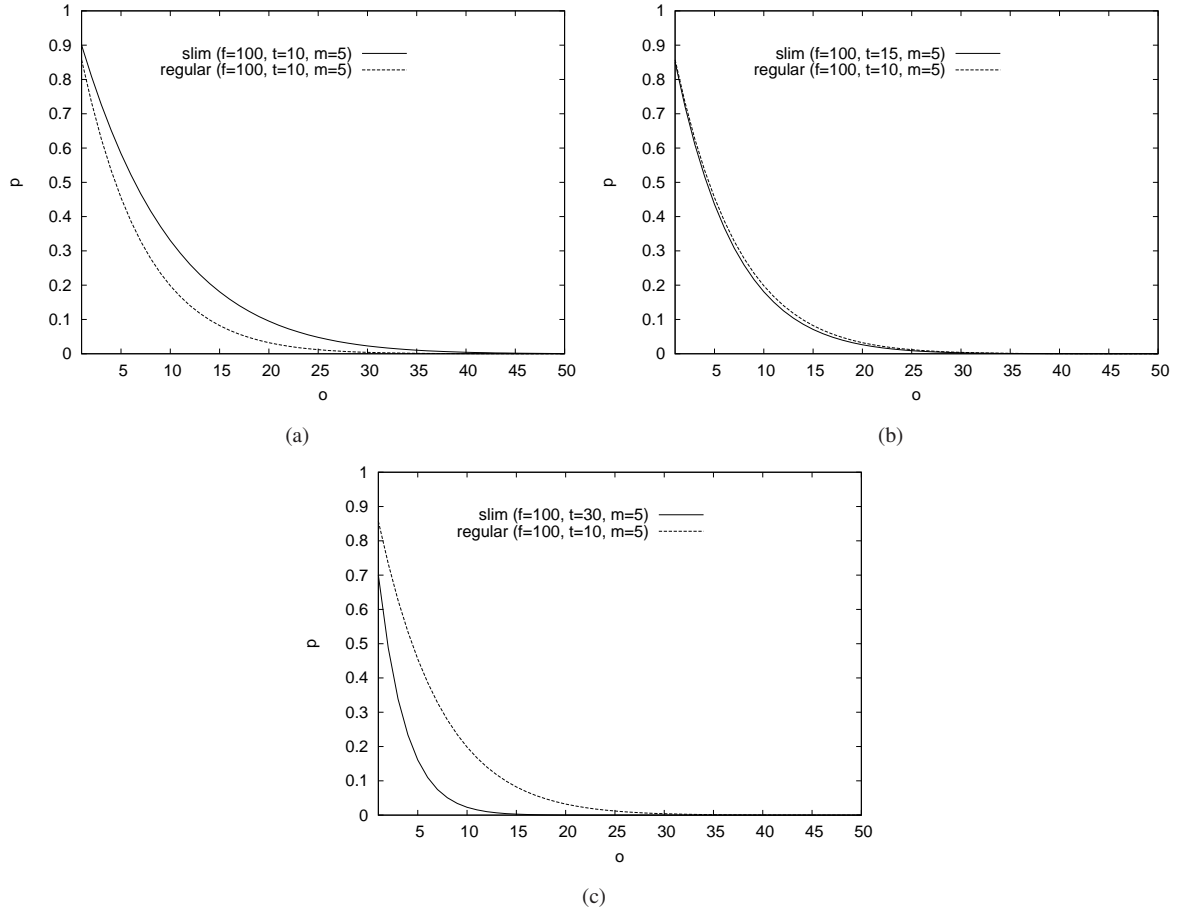 1
0.9
0.8
0.7
0.6
0.5
0.4
0.3
0.2
0.1
0
p
slim (f=100, t=10, m=5)
regular (f=100, t=10, m=5)
5 10 15 20 25 30 35 40 45 50
o
(a)
1
0.9
0.8
0.7
0.6
0.5
0.4
0.3
0.2
0.1
0
p
slim (f=100, t=15, m=5)
regular (f=100, t=10, m=5)
5 10 15 20 25 30 35 40 45 50
o
(b)
1
0.9
0.8
0.7
0.6
0.5
0.4
0.3
0.2
0.1
0
p
slim (f=100, t=30, m=5)
regular (f=100, t=10, m=5)
5 10 15 20 25 30 35 40 45 50
o
(c)